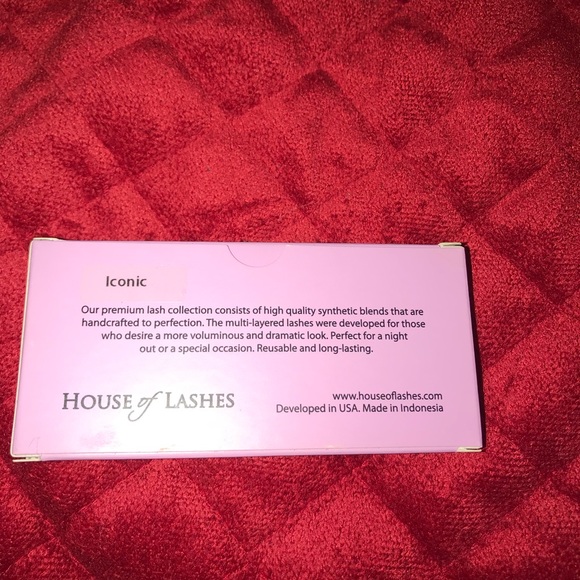 Iconic
Our premium lash collection consists of high quality synthetic blends that are
handcrafted to perfection. The multi-layered lashes were developed for those
who desire a more voluminous and dramatic look. Perfect for a night
out or a special occasion. Reusable and long-lasting.
HOUSE of LASHES
www.houseoflashes.com
Developed in USA. Made in Indonesia